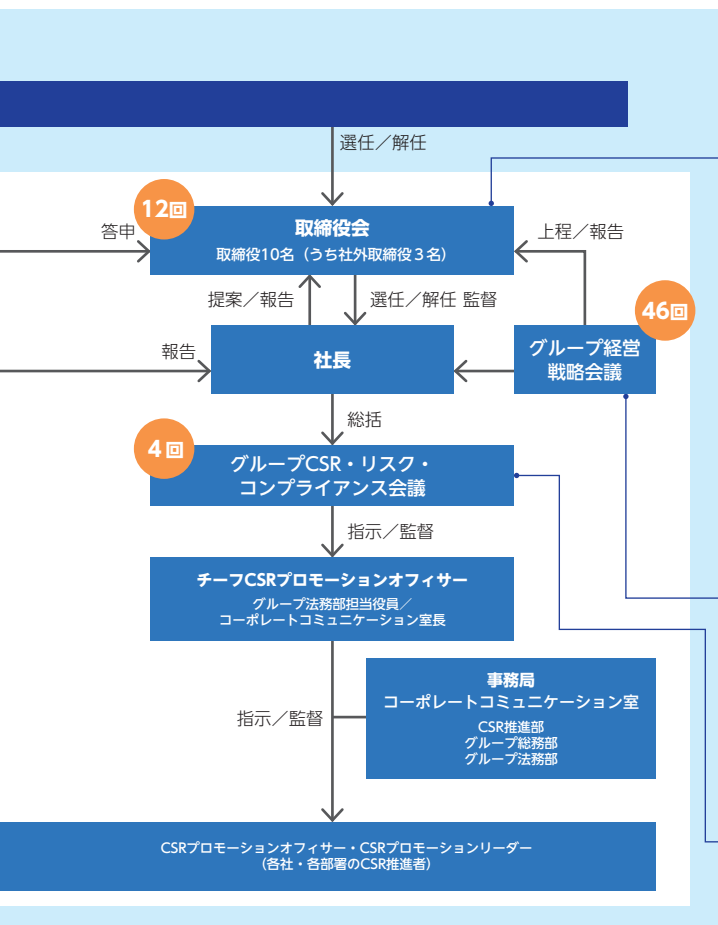 選任／解任
12回
答申
取締役会
取締役10名（うち社外取締役３名）
上程／報告
提案／報告
選任／解任 監督
46回
報告
社長
グループ経営
戦略会議
総括
4回
グループCSR・リスク・
コンプライアンス会議
指示／監督
チーフCSRプロモーションオフィサー
グループ法務部担当役員／
コーポレートコミュニケーション室長
事務局
コーポレートコミュニケーション室
指示／監督
CSR推進部
グループ総務部
グループ法務部
CSRプロモーションオフィサー・CSRプロモーションリーダー
（各社・各部署のCSR推進者）